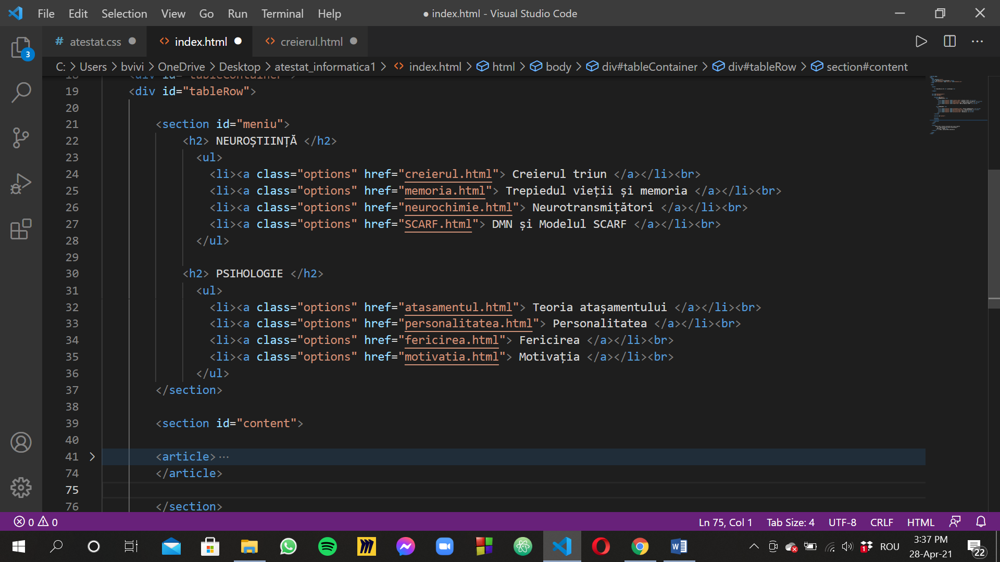 File Edit Selection View Go Run Terminal Help ● index.html - Visual Studio Code
# atestat.css ● <> index.html ● <> creierul.html ●
3
C: > Users > bvivi > OneDrive > Desktop > atestat_informatica1 > <> index.html > html > body > div#tableContainer > div#tableRow > section#content
18 <div id="tableContainer">
19 <div id="tableRow">
20
21 <section id="meniu">
22 <h2> NEUROȘTIINȚĂ </h2>
23 <ul>
24 <li><a class="options" href="creierul.html"> Creierul triun </a></li><br>
25 <li><a class="options" href="memoria.html"> Trepiedul vieții și memoria </a></li><br>
26 <li><a class="options" href="neurochimie.html"> Neurotransmițători </a></li><br>
27 <li><a class="options" href="SCARF.html"> DMN și Modelul SCARF </a></li><br>
28 </ul>
29
30 <h2> PSIHOLOGIE </h2>
31 <ul>
32 <li><a class="options" href="atasamentul.html"> Teoria atașamentului </a></li><br>
33 <li><a class="options" href="personalitatea.html"> Personalitatea </a></li><br>
34 <li><a class="options" href="fericirea.html"> Fericirea </a></li><br>
35 <li><a class="options" href="motivatia.html"> Motivația </a></li><br>
36 </ul>
37 </section>
38
39 <section id="content">
40
41 > <article>···
74 </article>
75
76 </section>
0 0 Ln 75, Col 1 Tab Size: 4 UTF-8 CRLF HTML
W 1 ROU 3:37 PM
28-Apr-21 22